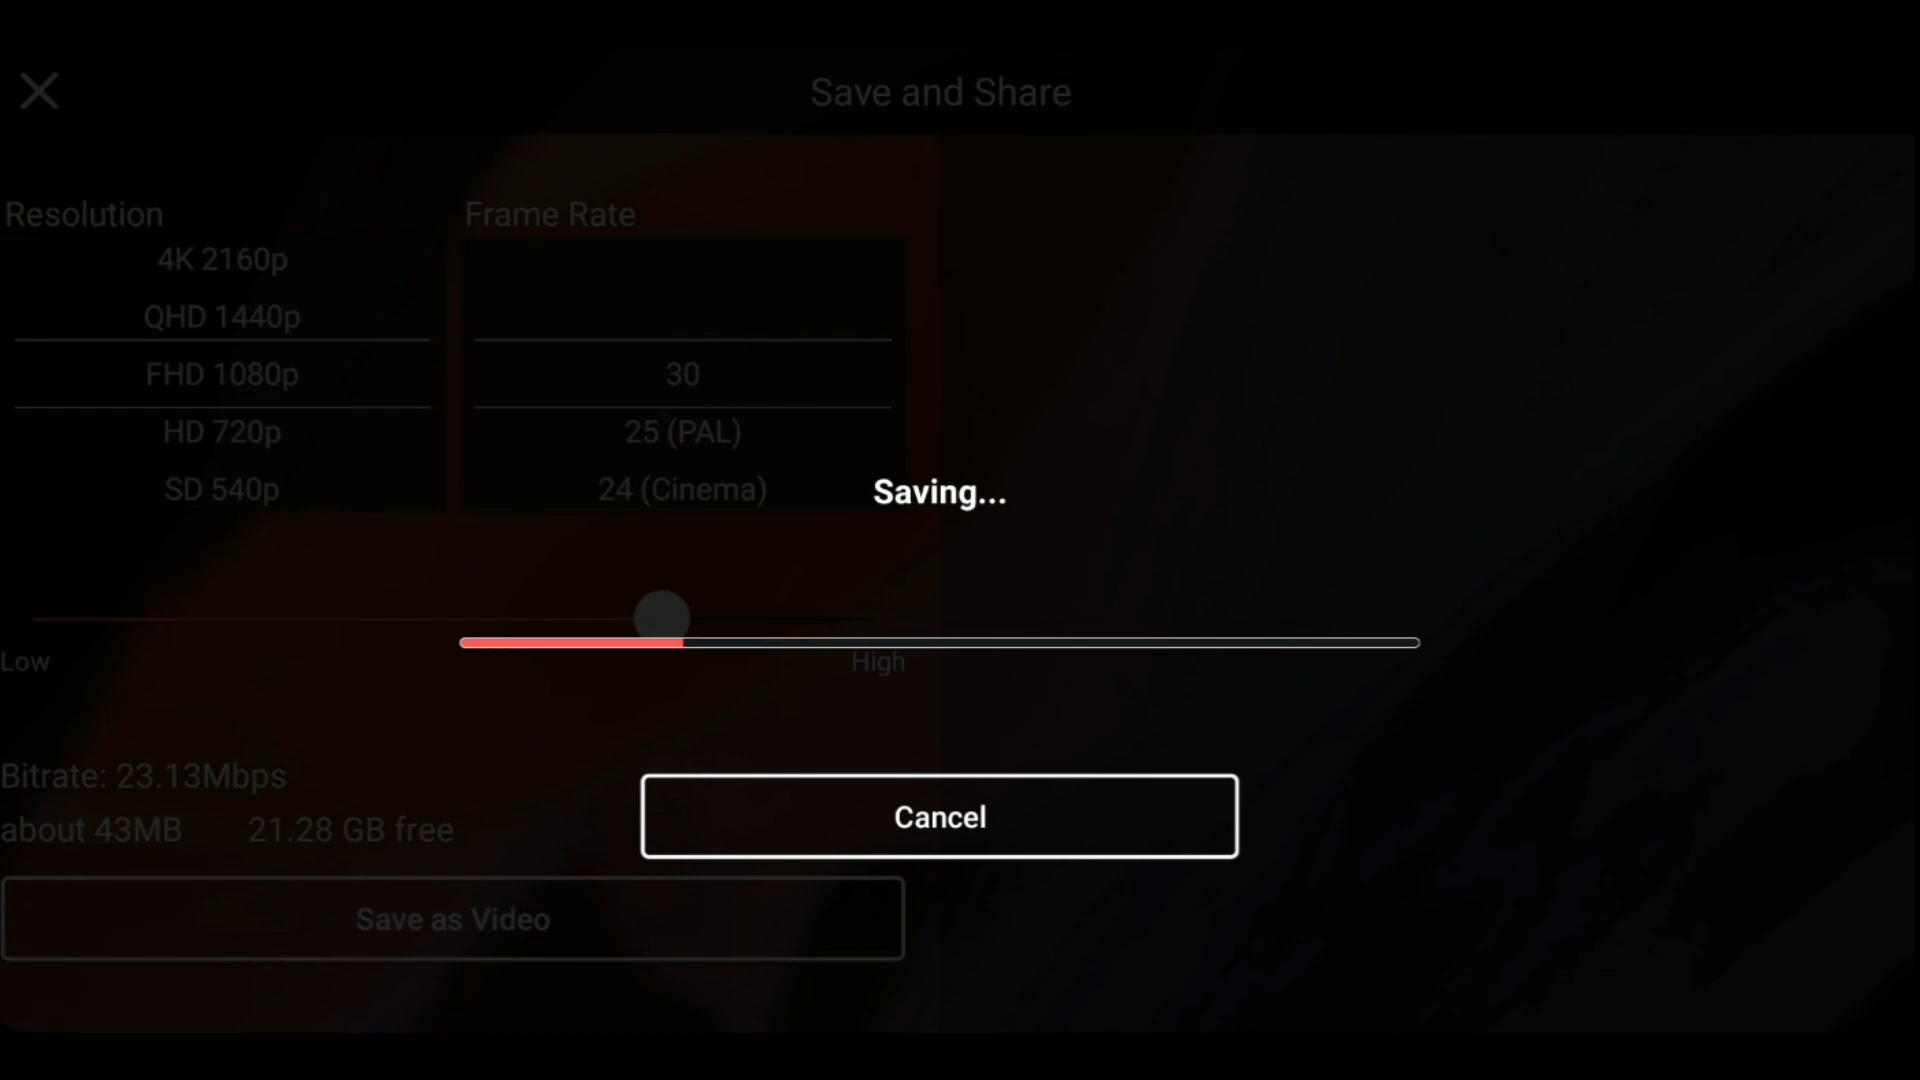 Save and Share
Resolution
4K 2160p
QHD 1440p
FHD 1080p
HD 720p
SD 540p
Frame Rate
30
25 (PAL)
24 (Cinema)
Saving...
Low
High
Bitrate: 23.13Mbps
about 43MB 21.28 GB free
Cancel
Save as Video